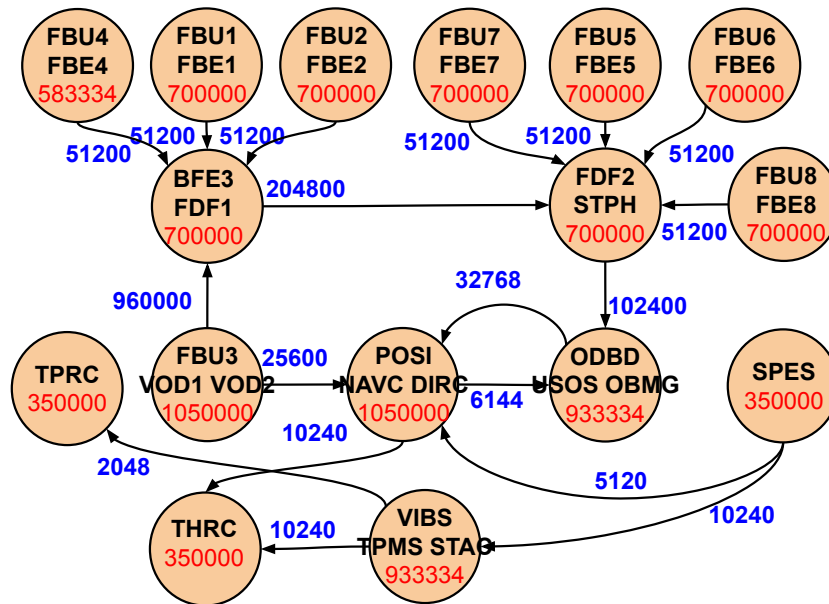 FBU4
FBE4
583334
FBU1
FBE1
700000
FBU2
FBE2
700000
FBU7
FBE7
700000
FBU5
FBE5
700000
FBU6
FBE6
700000
51200
51200
51200
51200
51200
51200
BFE3
FDF1
700000
204800
FDF2
STPH
700000
FBU8
FBE8
700000
51200
960000
32768
102400
TPRC
350000
FBU3
VOD1 VOD2
1050000
25600
POSI
NAVC DIRC
1050000
6144
ODBD
USOS OBMG
933334
SPES
350000
10240
2048
5120
10240
THRC
350000
10240
VIBS
TPMS STAC
933334